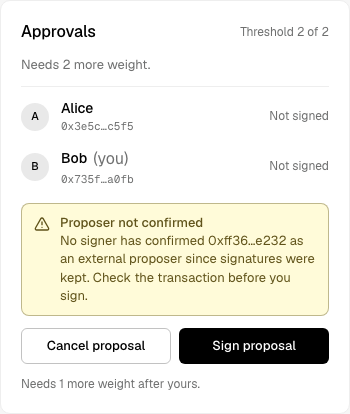 Approvals
Threshold 2 of 2
Needs 2 more weight.
A
Alice
0x3e5c…c5f5
Not signed
B
Bob (you)
0x735f…a0fb
Not signed
Proposer not confirmed
No signer has confirmed 0xff36…e232 as
an external proposer since signatures were
kept. Check the transaction before you
sign.
Cancel proposal
Sign proposal
Needs 1 more weight after yours.